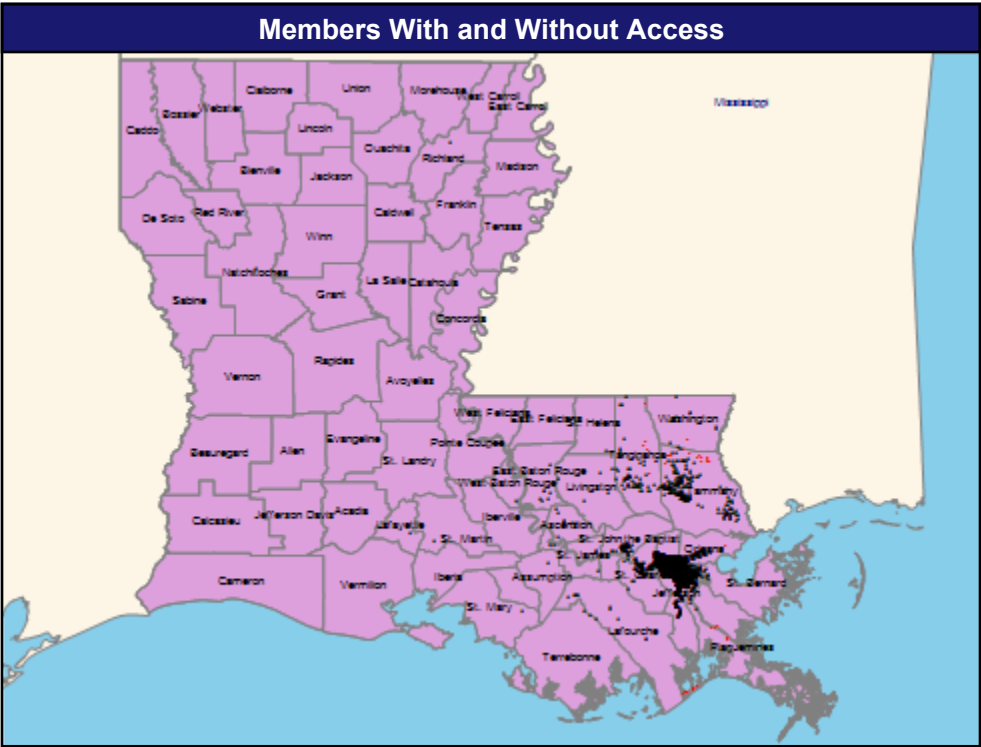 Members With and Without Access
Claiborne
Union
Morehouse
West Carrol
East Carrol
Mississippi
Bossier
Webster
Caddo
Lincoln
Ouachita
Richland
Madison
Bienville
Jackson
De Soto
Red River
Caldwell
Franklin
Tensas
Winn
Natchitoches
La Salle
Catahoula
Sabine
Grant
Concordia
Rapides
Vernon
Avoyelles
West Feliciana
East Feliciana
St. Helens
Washington
Beauregard
Allen
Evangeline
St. Landry
Pointe Coupee
Tangipahoa
East Baton Rouge
West Baton Rouge
Livingston
Tammany
Calcasieu
Jefferson Davis
Acadia
Lafayette
Iberville
Ascension
St. Martin
St. John the Baptist
St. James
Orleans
Cameron
Vermilion
Iberia
Assumption
St. Bernard
St. Mary
Lafourche
Terrebonne
Plaquemines